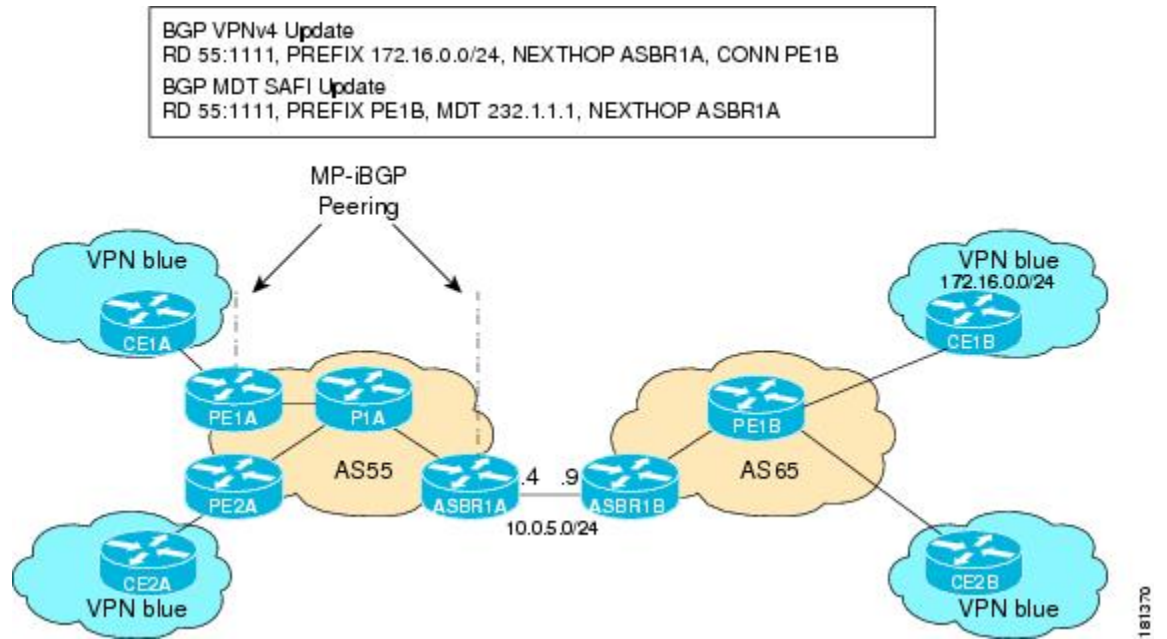 BGP VPNv4 Update
RD 55:1111, PREFIX 172.16.0.0/24, NEXTHOP ASBR1A, CONN PE1B
BGP MDT SAFI Update
RD 55:1111, PREFIX PE1B, MDT 232.1.1.1, NEXTHOP ASBR1A
MP-iBGP
Peering
VPN blue
CE1A
PE1A
P1A
AS55
PE2A
ASBR1A
CE2A
VPN blue
.4
.9
10.0.5.0/24
VPN blue
172.16.0.0/24
CE1B
PE1B
AS65
ASBR1B
CE2B
VPN blue
181370